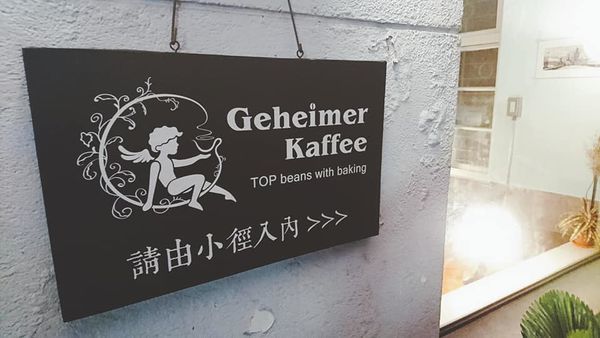 Geheimer
Kaffee
TOP beans with baking
請由小徑入內 >>>